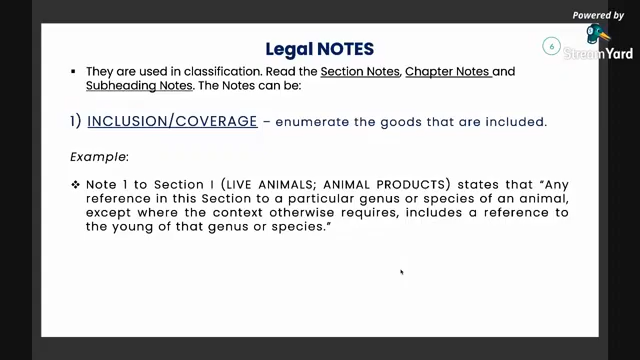 Powered by
StreamYard
6
Legal NOTES
▪ They are used in classification. Read the Section Notes, Chapter Notes and
Subheading Notes. The Notes can be:
1) INCLUSION/COVERAGE – enumerate the goods that are included.
Example:
❖ Note 1 to Section I (LIVE ANIMALS; ANIMAL PRODUCTS) states that “Any
reference in this Section to a particular genus or species of an animal,
except where the context otherwise requires, includes a reference to
the young of that genus or species.”